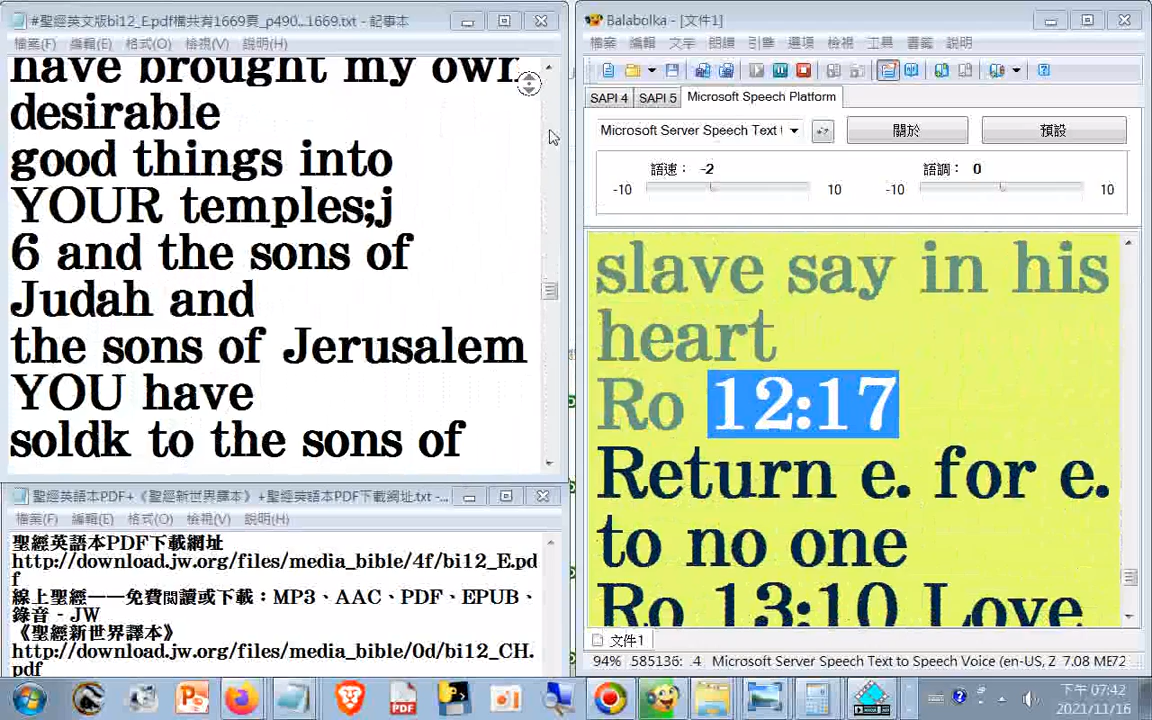 #聖經英文版bi12_E.pdf檔共有1669頁_p490...1669.txt - 記事本
檔案(F) 編輯(E) 格式(O) 檢視(V) 說明(H)
have brought my own
desirable
good things into
YOUR temples;j
6 and the sons of
Judah and
the sons of Jerusalem
YOU have
soldk to the sons of
聖經英語本PDF+《聖經新世界譯本》+聖經英語本PDF下載網址.txt - ...
檔案(F) 編輯(E) 格式(O) 檢視(V) 說明(H)
聖經英語本PDF下載網址
http://download.jw.org/files/media_bible/4f/bi12_E.pd
f
線上聖經——免費閱讀或下載：MP3、AAC、PDF、EPUB、
錄音 - JW
《聖經新世界譯本》
http://download.jw.org/files/media_bible/0d/bi12_CH.
pdf
Balabolka - [文件1]
檔案 編輯 文字 朗讀 引擎 選項 檢視 工具 書籤 說明
SAPI 4 SAPI 5 Microsoft Speech Platform
Microsoft Server Speech Text 關於 預設
語速： -2 語調： 0
-10 10 -10 10
slave say in his
heart
Ro 12:17
Return e. for e.
to no one
Ro 13:10 Love
文件1
94% 585136: .4 Microsoft Server Speech Text to Speech Voice (en-US, Z 7.08 ME72
PDF
下午 07:42
2021/11/16